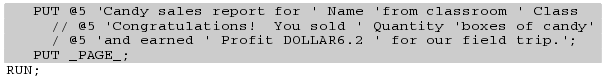 PUT @5 'Candy sales report for ' Name 'from classroom ' Class
// @5 'Congratulations!  You sold ' Quantity 'boxes of candy'
/ @5 'and earned ' Profit DOLLAR6.2 ' for our field trip.';
PUT _PAGE_;
RUN;